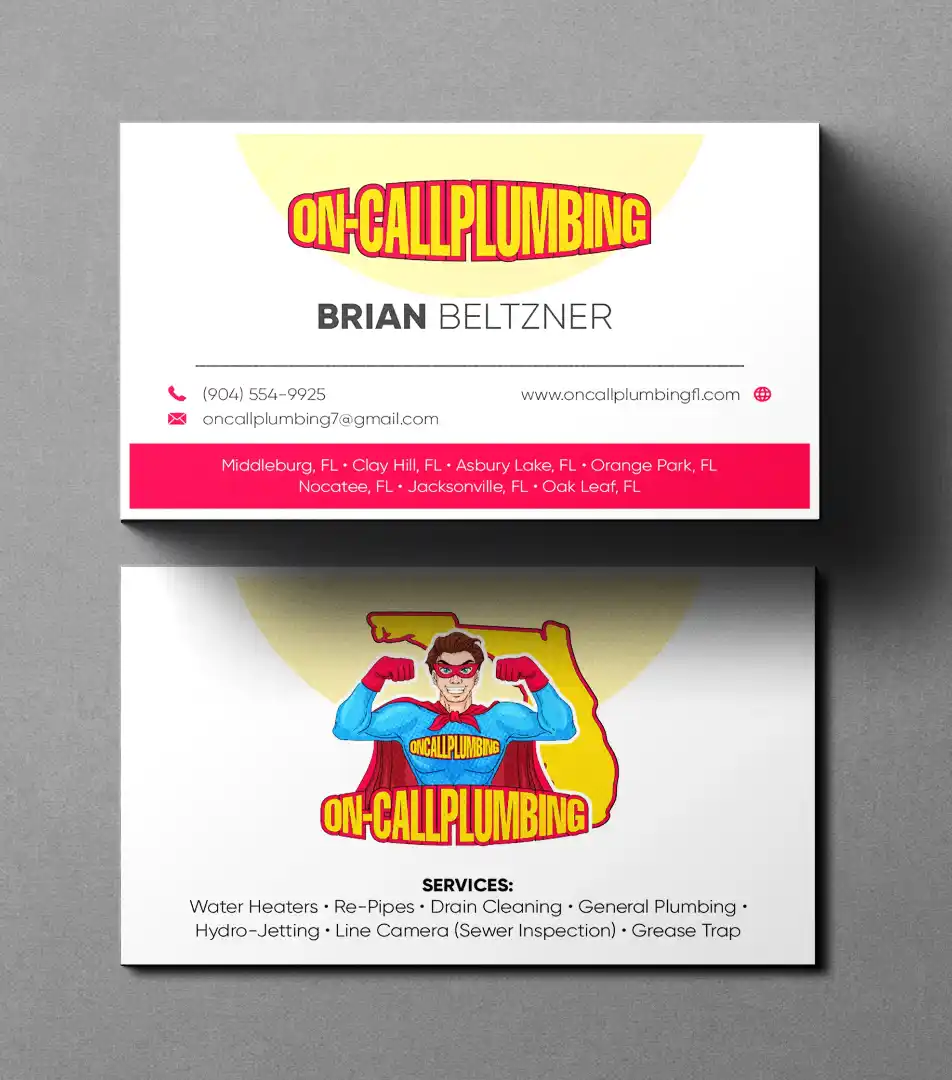 ON-CALLPLUMBING
BRIAN BELTZNER
(904) 554-9925
www.oncallplumbingfl.com
oncallplumbing7@gmail.com
Middleburg, FL • Clay Hill, FL • Asbury Lake, FL • Orange Park, FL
Nocatee, FL • Jacksonville, FL • Oak Leaf, FL
ONCALLPLUMBING
ON-CALLPLUMBING
SERVICES:
Water Heaters • Re-Pipes • Drain Cleaning • General Plumbing •
Hydro-Jetting • Line Camera (Sewer Inspection) • Grease Trap